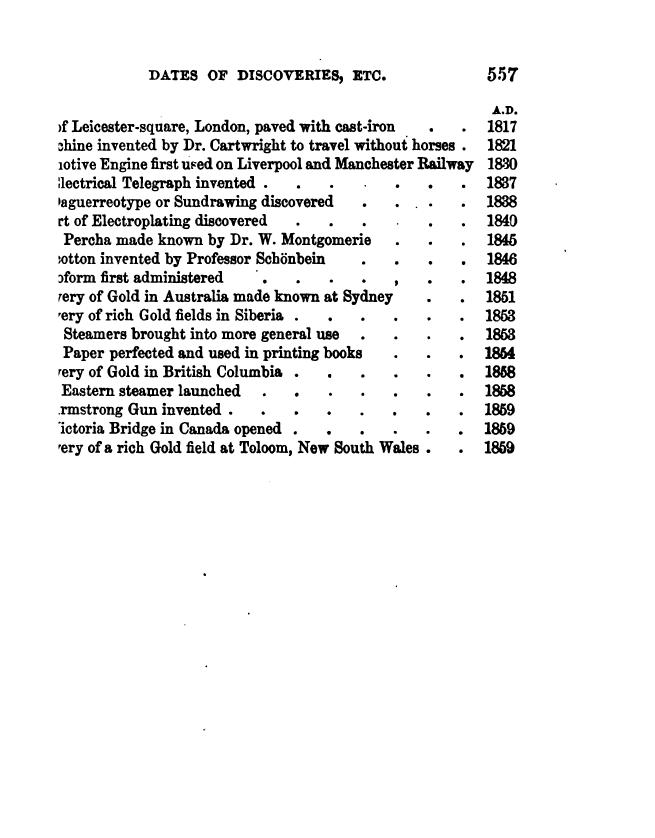 DATES OF DISCOVERIES, ETC. 557
A.D.
of Leicester-square, London, paved with cast-iron . . 1817
chine invented by Dr. Cartwright to travel without horses . 1821
motive Engine first used on Liverpool and Manchester Railway 1830
Electrical Telegraph invented . . . . . . . 1837
aguerreotype or Sundrawing discovered . . . . 1838
rt of Electroplating discovered . . . . . . 1840
Percha made known by Dr. W. Montgomerie . . . 1845
cotton invented by Professor Schönbein . . . . 1846
oform first administered . . . . , . . 1848
very of Gold in Australia made known at Sydney . . 1851
very of rich Gold fields in Siberia . . . . . . 1853
Steamers brought into more general use . . . . 1853
Paper perfected and used in printing books . . . 1854
very of Gold in British Columbia . . . . . . 1858
Eastern steamer launched . . . . . . . 1858
rmstrong Gun invented . . . . . . . . 1859
Victoria Bridge in Canada opened . . . . . . 1859
very of a rich Gold field at Toloom, New South Wales . . 1859